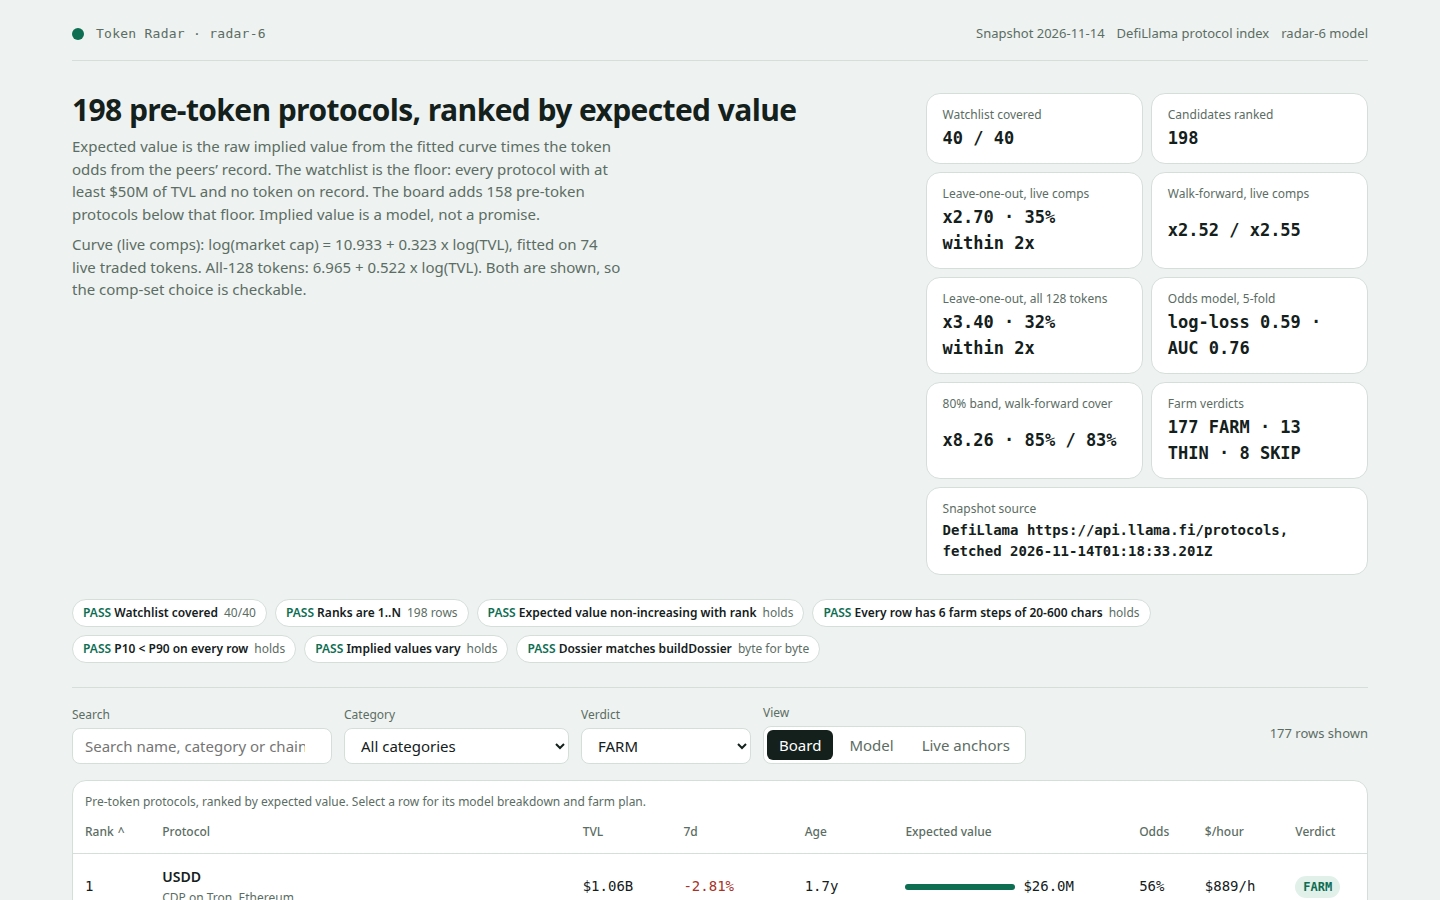 Token Radar · radar-6
Snapshot 2026-11-14 DefiLlama protocol index radar-6 model
198 pre-token protocols, ranked by expected value
Expected value is the raw implied value from the fitted curve times the token
odds from the peers’ record. The watchlist is the floor: every protocol with at
least $50M of TVL and no token on record. The board adds 158 pre-token
protocols below that floor. Implied value is a model, not a promise.
Curve (live comps): log(market cap) = 10.933 + 0.323 x log(TVL), fitted on 74
live traded tokens. All-128 tokens: 6.965 + 0.522 x log(TVL). Both are shown, so
the comp-set choice is checkable.
Watchlist covered
40 / 40
Candidates ranked
198
Leave-one-out, live comps
x2.70 · 35%
within 2x
Walk-forward, live comps
x2.52 / x2.55
Leave-one-out, all 128 tokens
x3.40 · 32%
within 2x
Odds model, 5-fold
log-loss 0.59 ·
AUC 0.76
80% band, walk-forward cover
x8.26 · 85% / 83%
Farm verdicts
177 FARM · 13
THIN · 8 SKIP
Snapshot source
DefiLlama https://api.llama.fi/protocols,
fetched 2026-11-14T01:18:33.201Z
PASS Watchlist covered 40/40
PASS Ranks are 1..N 198 rows
PASS Expected value non-increasing with rank holds
PASS Every row has 6 farm steps of 20-600 chars holds
PASS P10 < P90 on every row holds
PASS Implied values vary holds
PASS Dossier matches buildDossier byte for byte
Search
Search name, category or chain
Category
All categories
Verdict
FARM
View
Board Model Live anchors
177 rows shown
Pre-token protocols, ranked by expected value. Select a row for its model breakdown and farm plan.
Rank ^ Protocol TVL 7d Age Expected value Odds $/hour Verdict
1 USDD $1.06B -2.81% 1.7y $26.0M 56% $889/h FARM
CDP on Tron, Ethereum